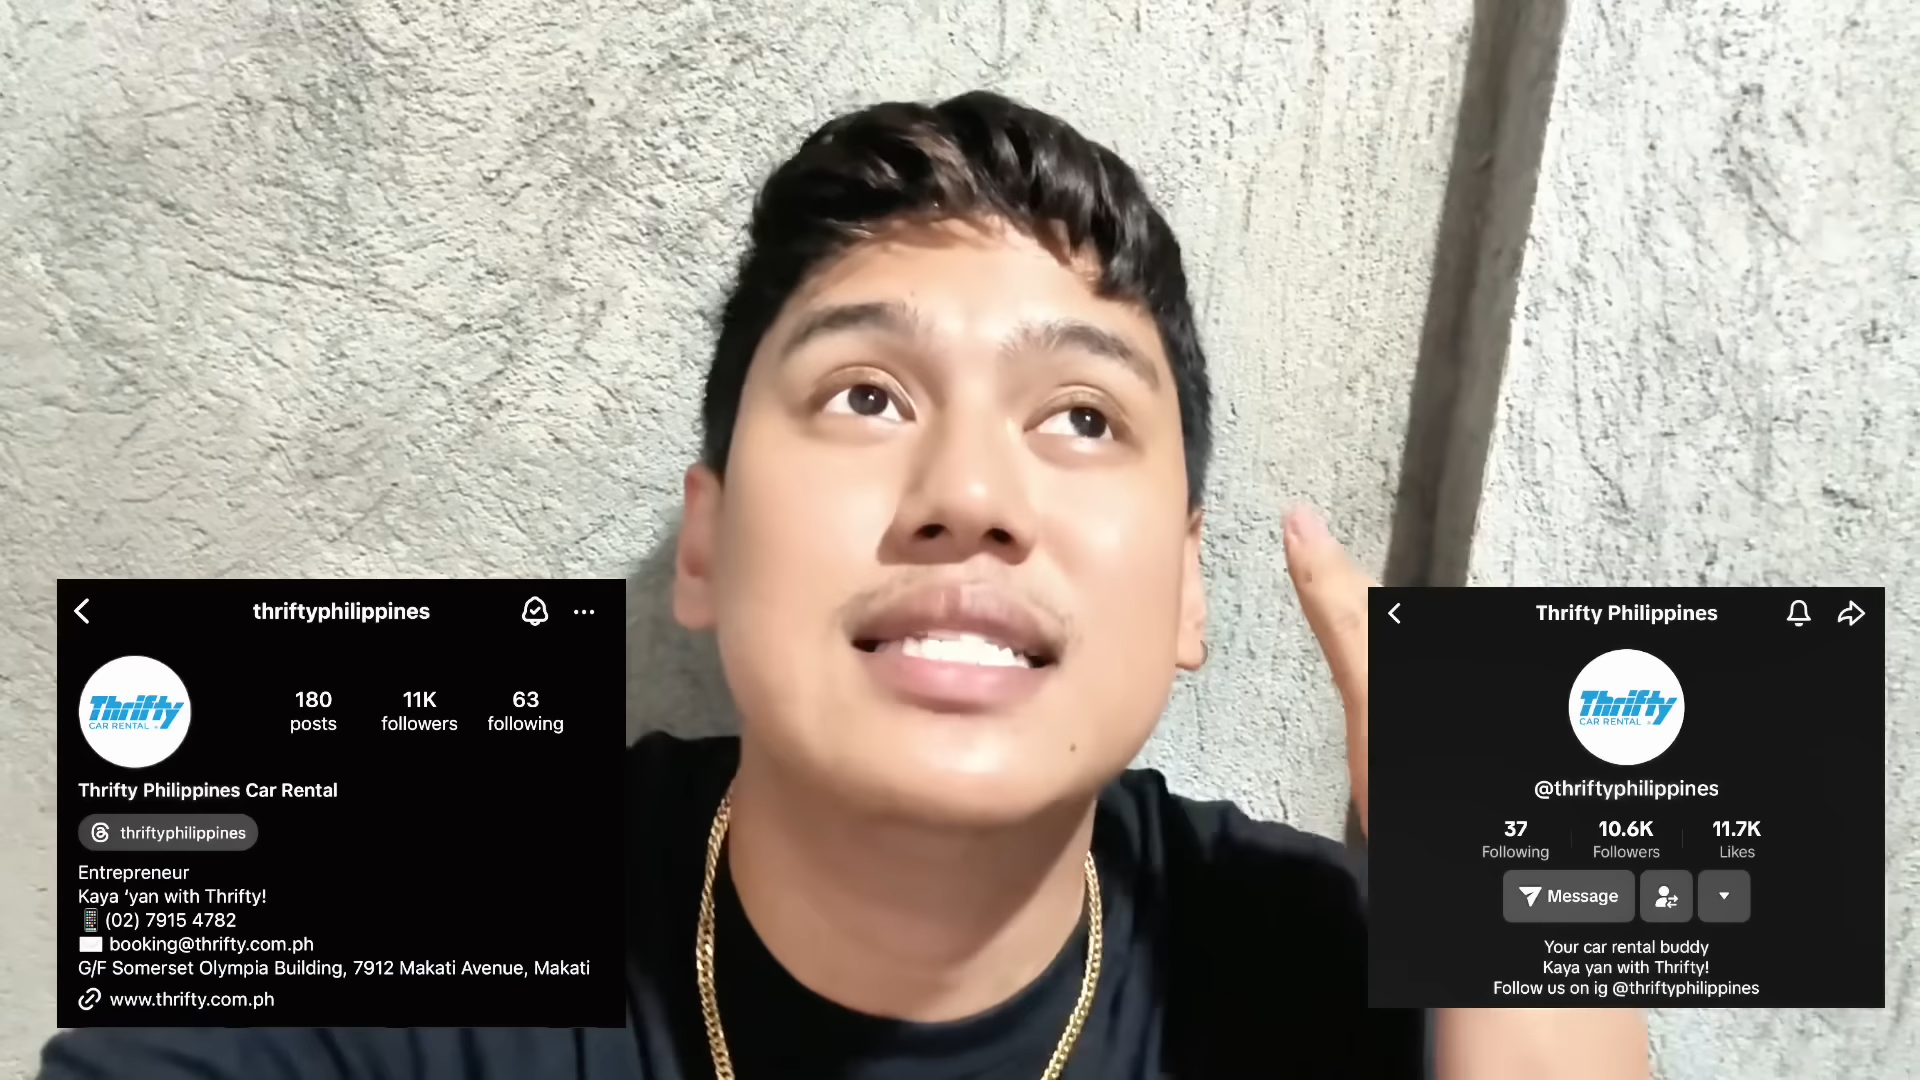 thriftyphilippines
Thrifty
CAR RENTAL
180
posts
11K
followers
63
following
Thrifty Philippines Car Rental
thriftyphilippines
Entrepreneur
Kaya ‘yan with Thrifty!
(02) 7915 4782
booking@thrifty.com.ph
G/F Somerset Olympia Building, 7912 Makati Avenue, Makati
www.thrifty.com.ph
Thrifty Philippines
Thrifty
CAR RENTAL
@thriftyphilippines
37
Following
10.6K
Followers
11.7K
Likes
Message
Your car rental buddy
Kaya yan with Thrifty!
Follow us on ig @thriftyphilippines